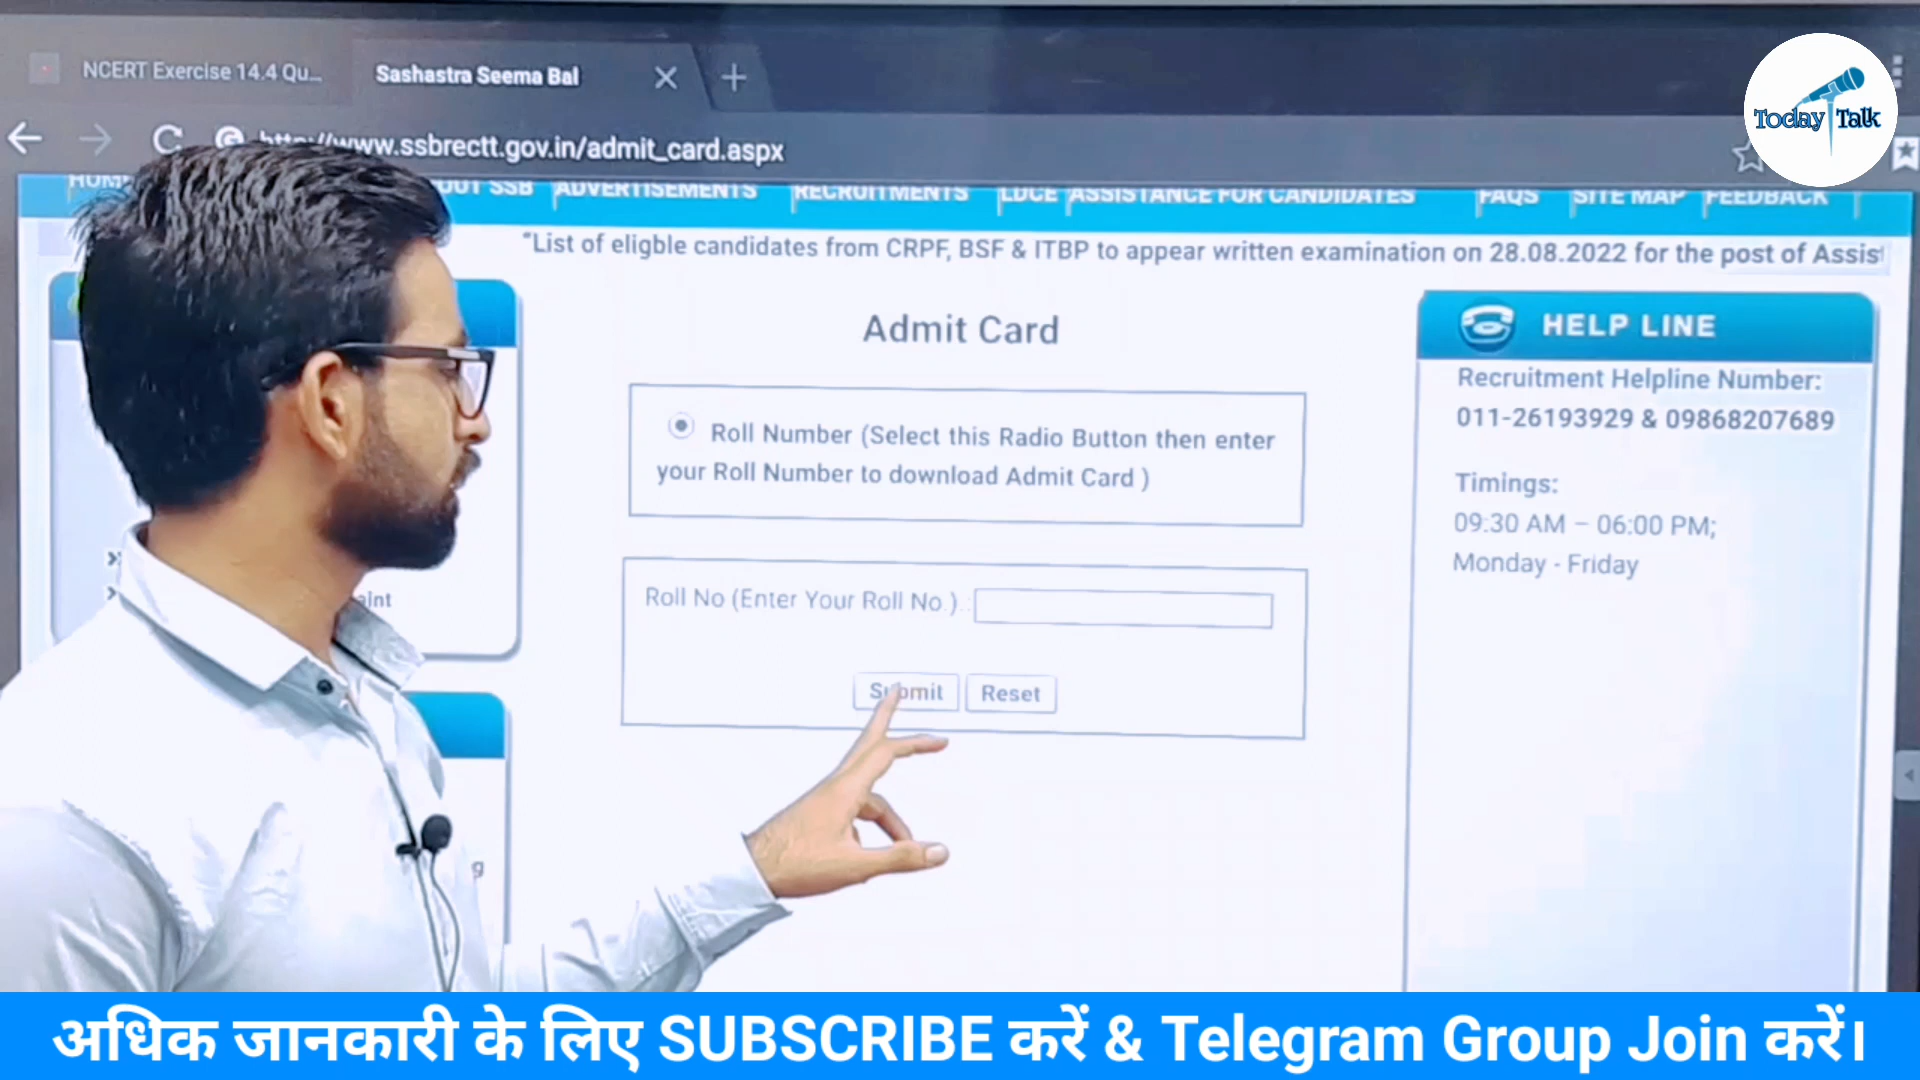 NCERT Exercise 14.4 Qu...
Sashastra Seema Bal
Today Talk
http://www.ssbrectt.gov.in/admit_card.aspx
HOME
OUT SSB
ADVERTISEMENTS
RECRUITMENTS
LDCE
ASSISTANCE FOR CANDIDATES
FAQS
SITE MAP
FEEDBACK
"List of eligble candidates from CRPF, BSF & ITBP to appear written examination on 28.08.2022 for the post of Assis
Admit Card
HELP LINE
Recruitment Helpline Number:
011-26193929 & 09868207689
Roll Number (Select this Radio Button then enter
your Roll Number to download Admit Card )
Timings:
09:30 AM – 06:00 PM;
Monday - Friday
Roll No (Enter Your Roll No.). :
Submit
Reset
अधिक जानकारी के लिए SUBSCRIBE करें & Telegram Group Join करें।